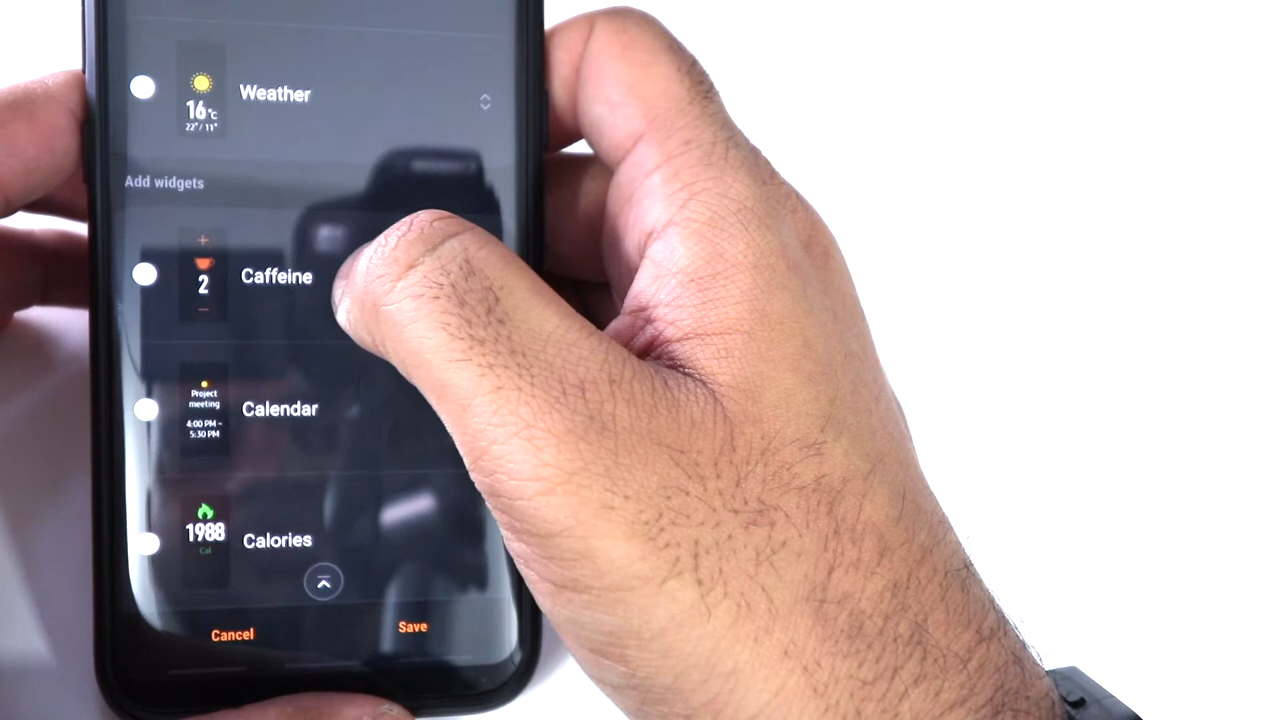 Weather
16°C
22°/ 11°
Add widgets
+
2
Caffeine
−
Project
meeting
4:00 PM -
5:30 PM
Calendar
1988
Cal
Calories
Cancel
Save